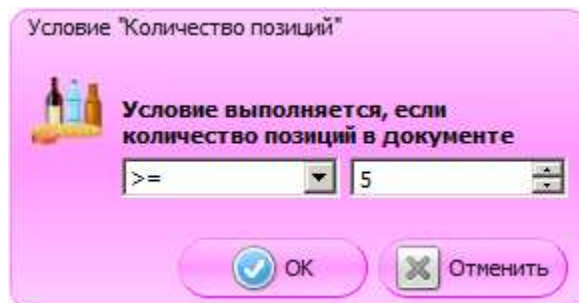 Условие "Количество позиций"
Условие выполняется, если
количество позиций в документе
>= 5
OK Отменить